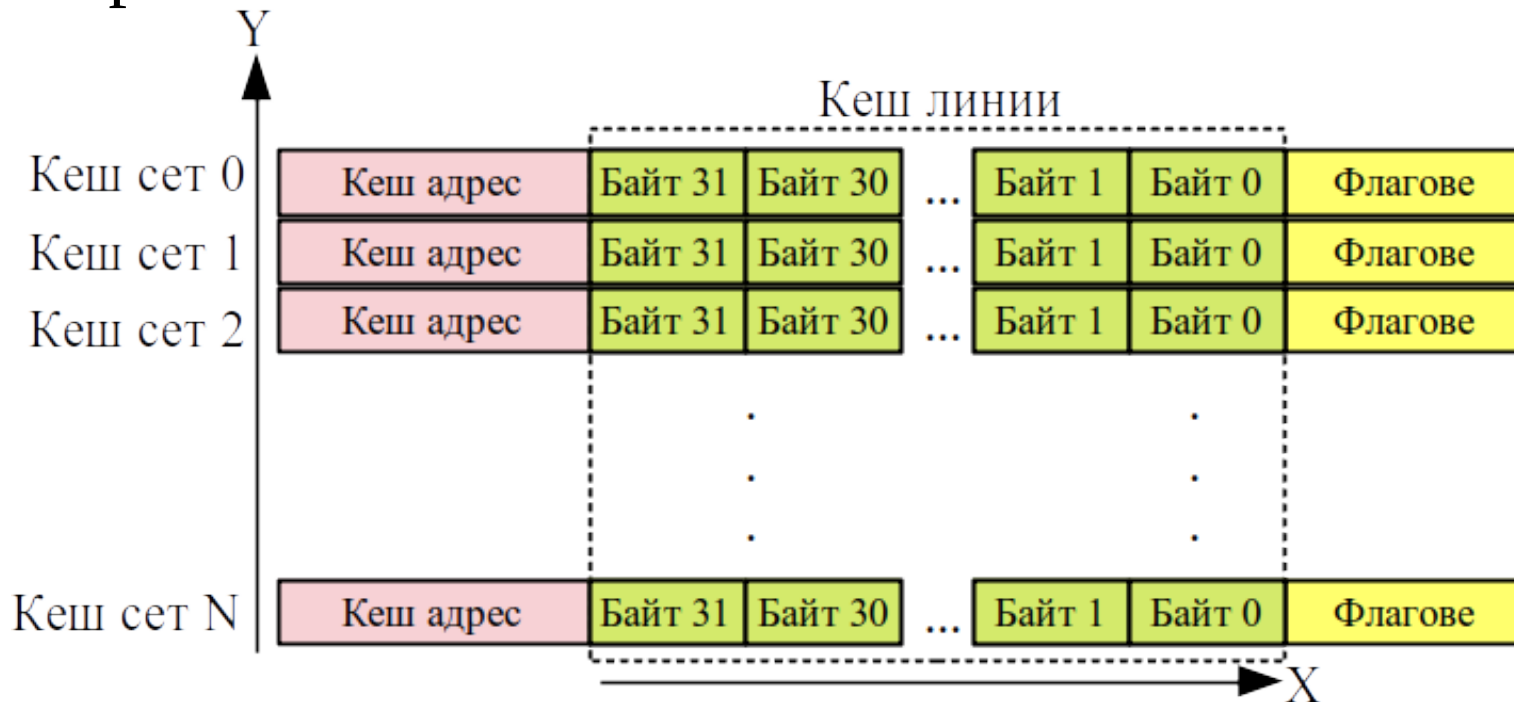 Y
Кеш линии
Кеш сет 0 Кеш адрес Байт 31 Байт 30 ... Байт 1 Байт 0 Флагове
Кеш сет 1 Кеш адрес Байт 31 Байт 30 ... Байт 1 Байт 0 Флагове
Кеш сет 2 Кеш адрес Байт 31 Байт 30 ... Байт 1 Байт 0 Флагове
Кеш сет N Кеш адрес Байт 31 Байт 30 ... Байт 1 Байт 0 Флагове
X